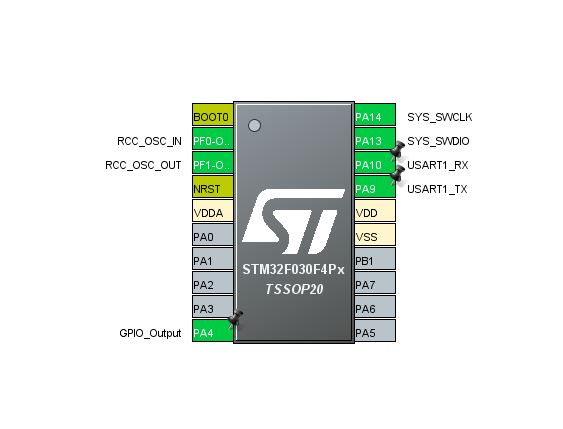 BOOT0 PA14 SYS_SWCLK
RCC_OSC_IN PF0-O.. PA13 SYS_SWDIO
RCC_OSC_OUT PF1-O.. PA10 USART1_RX
NRST PA9 USART1_TX
VDDA VDD
PA0 VSS
PA1 PB1
STM32F030F4Px
PA2 PA7
TSSOP20
PA3 PA6
GPIO_Output PA4 PA5